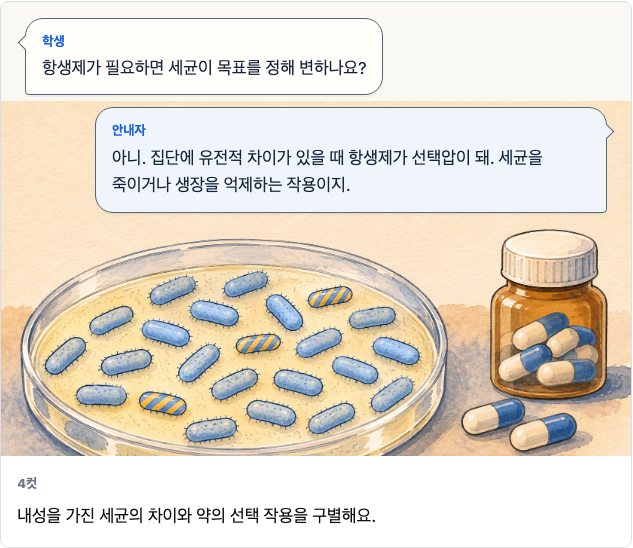 학생
항생제가 필요하면 세균이 목표를 정해 변하나요?
안내자
아니. 집단에 유전적 차이가 있을 때 항생제가 선택압이 돼. 세균을
죽이거나 생장을 억제하는 작용이지.
4컷
내성을 가진 세균의 차이와 약의 선택 작용을 구별해요.